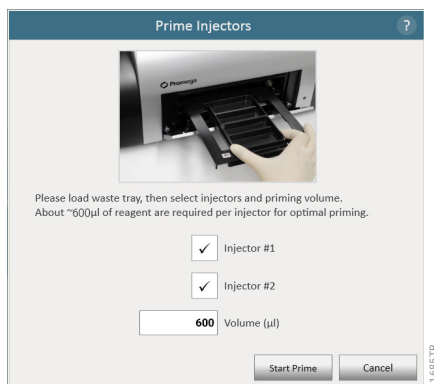 Prime Injectors
?
Promega
Please load waste tray, then select injectors and priming volume.
About ~600µl of reagent are required per injector for optimal priming.
✓ Injector #1
✓ Injector #2
600 Volume (µl)
Start Prime Cancel